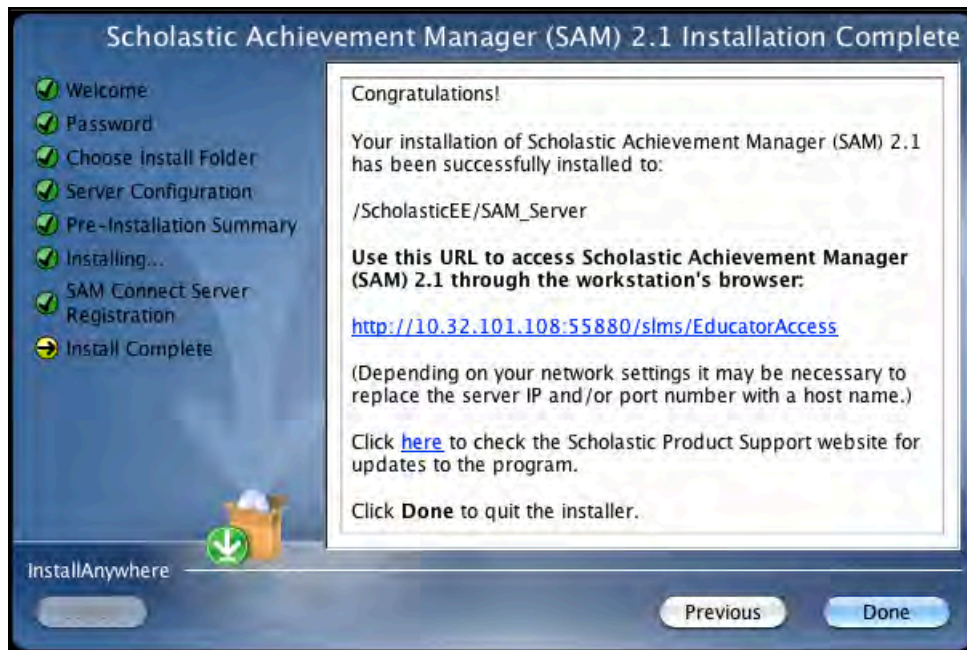 Scholastic Achievement Manager (SAM) 2.1 Installation Complete
Welcome
Password
Choose Install Folder
Server Configuration
Pre-Installation Summary
Installing...
SAM Connect Server
Registration
Install Complete
Congratulations!
Your installation of Scholastic Achievement Manager (SAM) 2.1
has been successfully installed to:
/ScholasticEE/SAM_Server
Use this URL to access Scholastic Achievement Manager
(SAM) 2.1 through the workstation's browser:
http://10.32.101.108:55880/slms/EducatorAccess
(Depending on your network settings it may be necessary to
replace the server IP and/or port number with a host name.)
Click here to check the Scholastic Product Support website for
updates to the program.
Click Done to quit the installer.
InstallAnywhere
Previous
Done